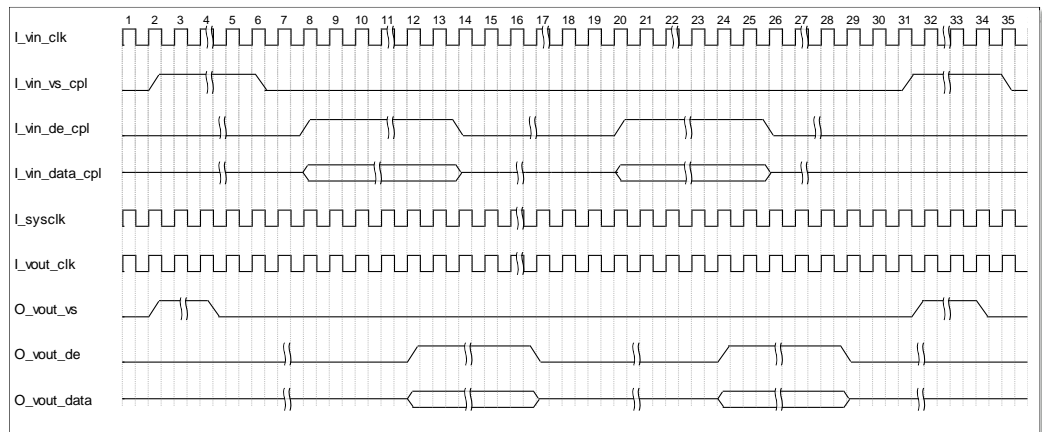 1 2 3 4 5 6 7 8 9 10 11 12 13 14 15 16 17 18 19 20 21 22 23 24 25 26 27 28 29 30 31 32 33 34 35
I_vin_clk
I_vin_vs_cpl
I_vin_de_cpl
I_vin_data_cpl
I_sysclk
I_vout_clk
O_vout_vs
O_vout_de
O_vout_data